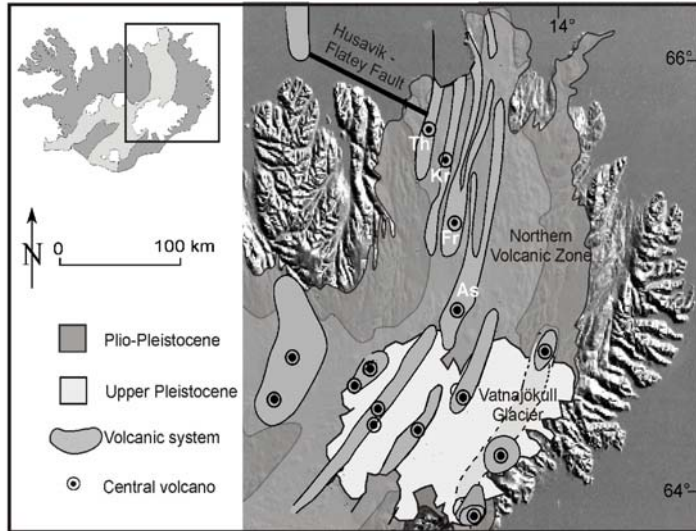 14°
66°
Husavik -
Flatey Fault
Th
Kr
Fr
As
Northern
Volcanic Zone
N
0 100 km
Plio-Pleistocene
Upper Pleistocene
Volcanic system
Central volcano
Vatnajökull
Glacier
64°